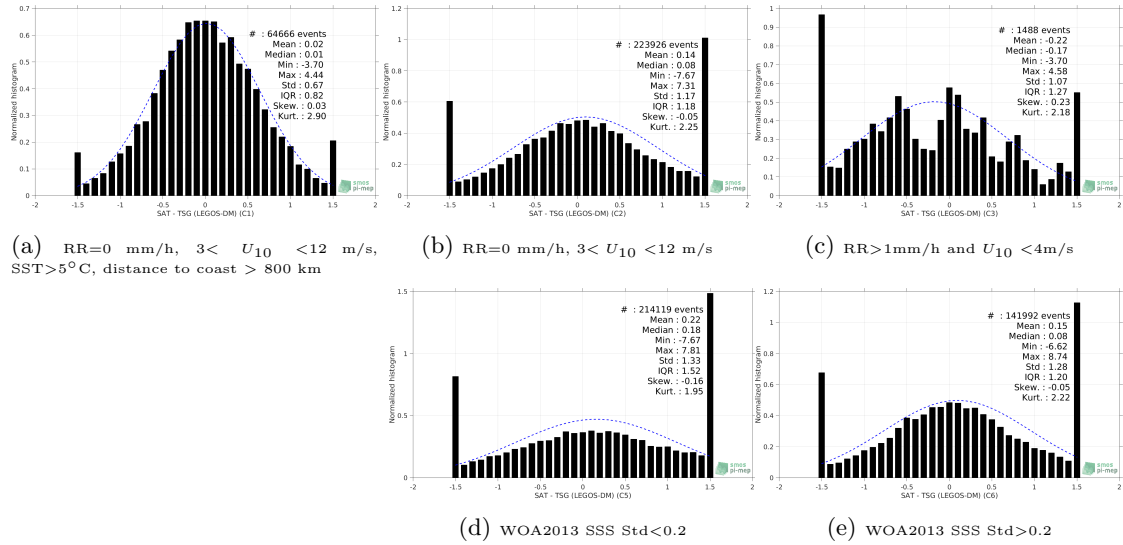 0.7
0.6
0.5
0.4
0.3
0.2
0.1
0
-2
-1.5
-1
-0.5
0
0.5
1
1.5
2
Normalized histogram
SAT - TSG (LEGOS-DM) (C1)
# : 64666 events
Mean : 0.02
Median : 0.01
Min : -3.70
Max : 4.44
Std : 0.67
IQR : 0.82
Skew. : 0.03
Kurt. : 2.90
smos
pi-mep
(a) RR=0 mm/h, 3< U10 <12 m/s,
SST>5°C, distance to coast > 800 km
1.2
1
0.8
0.6
0.4
0.2
0
-2
-1.5
-1
-0.5
0
0.5
1
1.5
2
Normalized histogram
SAT - TSG (LEGOS-DM) (C2)
# : 223926 events
Mean : 0.14
Median : 0.08
Min : -7.67
Max : 7.31
Std : 1.17
IQR : 1.18
Skew. : -0.05
Kurt. : 2.25
smos
pi-mep
(b) RR=0 mm/h, 3< U10 <12 m/s
1
0.9
0.8
0.7
0.6
0.5
0.4
0.3
0.2
0.1
0
-2
-1.5
-1
-0.5
0
0.5
1
1.5
2
Normalized histogram
SAT - TSG (LEGOS-DM) (C3)
# : 1488 events
Mean : -0.22
Median : -0.17
Min : -3.70
Max : 4.58
Std : 1.07
IQR : 1.27
Skew. : 0.23
Kurt. : 2.18
smos
pi-mep
(c) RR>1mm/h and U10 <4m/s
1.5
1
0.5
0
-2
-1.5
-1
-0.5
0
0.5
1
1.5
2
Normalized histogram
SAT - TSG (LEGOS-DM) (C5)
# : 214119 events
Mean : 0.22
Median : 0.18
Min : -7.67
Max : 7.81
Std : 1.33
IQR : 1.52
Skew. : -0.16
Kurt. : 1.95
smos
pi-mep
(d) WOA2013 SSS Std<0.2
1.2
1
0.8
0.6
0.4
0.2
0
-2
-1.5
-1
-0.5
0
0.5
1
1.5
2
Normalized histogram
SAT - TSG (LEGOS-DM) (C6)
# : 141992 events
Mean : 0.15
Median : 0.08
Min : -6.62
Max : 8.74
Std : 1.28
IQR : 1.20
Skew. : -0.05
Kurt. : 2.22
smos
pi-mep
(e) WOA2013 SSS Std>0.2